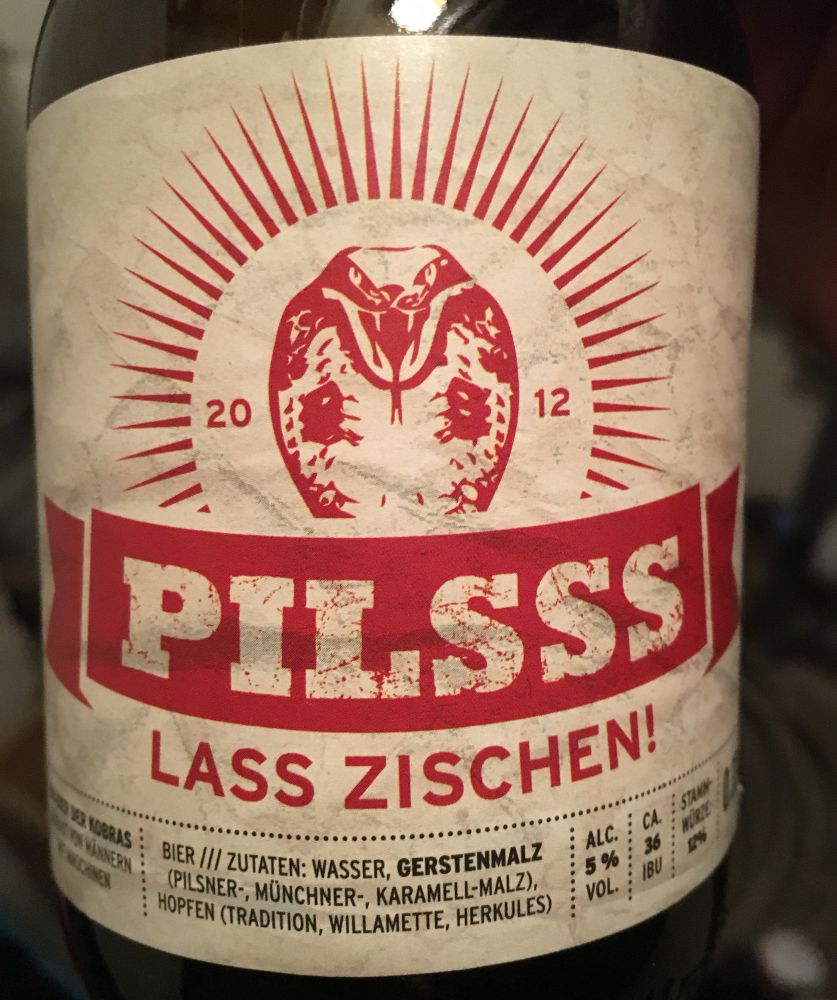 20 12
PILSSS
LASS ZISCHEN!
DER KOBRAS
VON MÄNNERN
MASCHINEN
BIER /// ZUTATEN: WASSER, GERSTENMALZ
(PILSNER-, MÜNCHNER-, KARAMELL-MALZ),
HOPFEN (TRADITION, WILLAMETTE, HERKULES)
ALC.
5 %
VOL.
CA.
36
IBU
STAMM-
WÜRZE:
12%